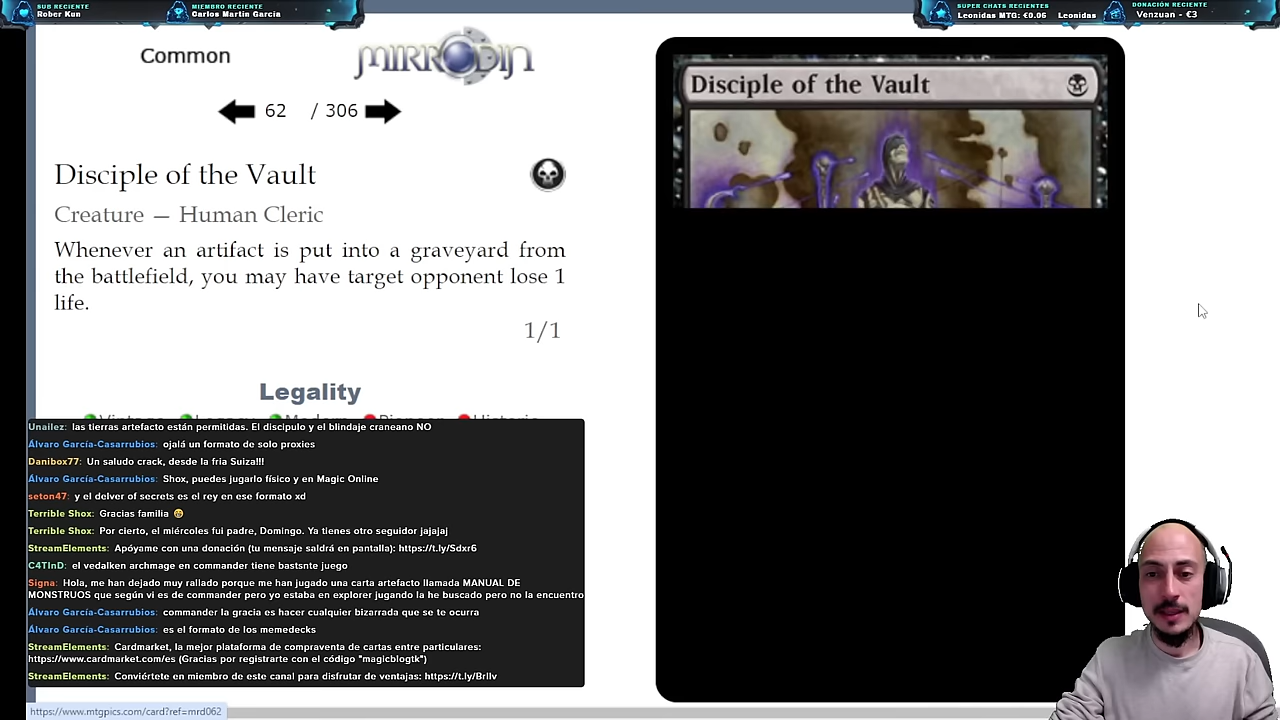 SUB RECIENTE
Rober Kun
MIEMBRO RECIENTE
Carlos Martin Garcia
SUPER CHATS RECIENTES
Leonidas MTG: €0.06 Leonidas
DONACIÓN RECIENTE
Venzuan - €3
Common
MIRRODIN
62 / 306
Disciple of the Vault
Creature — Human Cleric
Whenever an artifact is put into a graveyard from
the battlefield, you may have target opponent lose 1
life.
1/1
Legality
Vintage Legacy Modern Pioneer Historic
Disciple of the Vault
Unailez: las tierras artefacto están permitidas. El discipulo y el blindaje craneano NO
Álvaro García-Casarrubios: ojalá un formato de solo proxies
Danibox77: Un saludo crack, desde la fria Suiza!!!
Álvaro García-Casarrubios: Shox, puedes jugarlo físico y en Magic Online
seton47: y el delver of secrets es el rey en ese formato xd
Terrible Shox: Gracias familia
Terrible Shox: Por cierto, el miércoles fui padre, Domingo. Ya tienes otro seguidor jajajaj
StreamElements: Apóyame con una donación (tu mensaje saldrá en pantalla): https://t.ly/Sdxr6
C4TInD: el vedalken archmage en commander tiene bastsnte juego
Signa: Hola, me han dejado muy rallado porque me han jugado una carta artefacto llamada MANUAL DE
MONSTRUOS que según vi es de commander pero yo estaba en explorer jugando la he buscado pero no la encuentro
Álvaro García-Casarrubios: commander la gracia es hacer cualquier bizarrada que se te ocurra
Álvaro García-Casarrubios: es el formato de los memedecks
StreamElements: Cardmarket, la mejor plataforma de compraventa de cartas entre particulares:
https://www.cardmarket.com/es (Gracias por registrarte con el código "magicblogtk")
StreamElements: Conviértete en miembro de este canal para disfrutar de ventajas: https://t.ly/Brllv
https://www.mtgpics.com/card?ref=mrd062